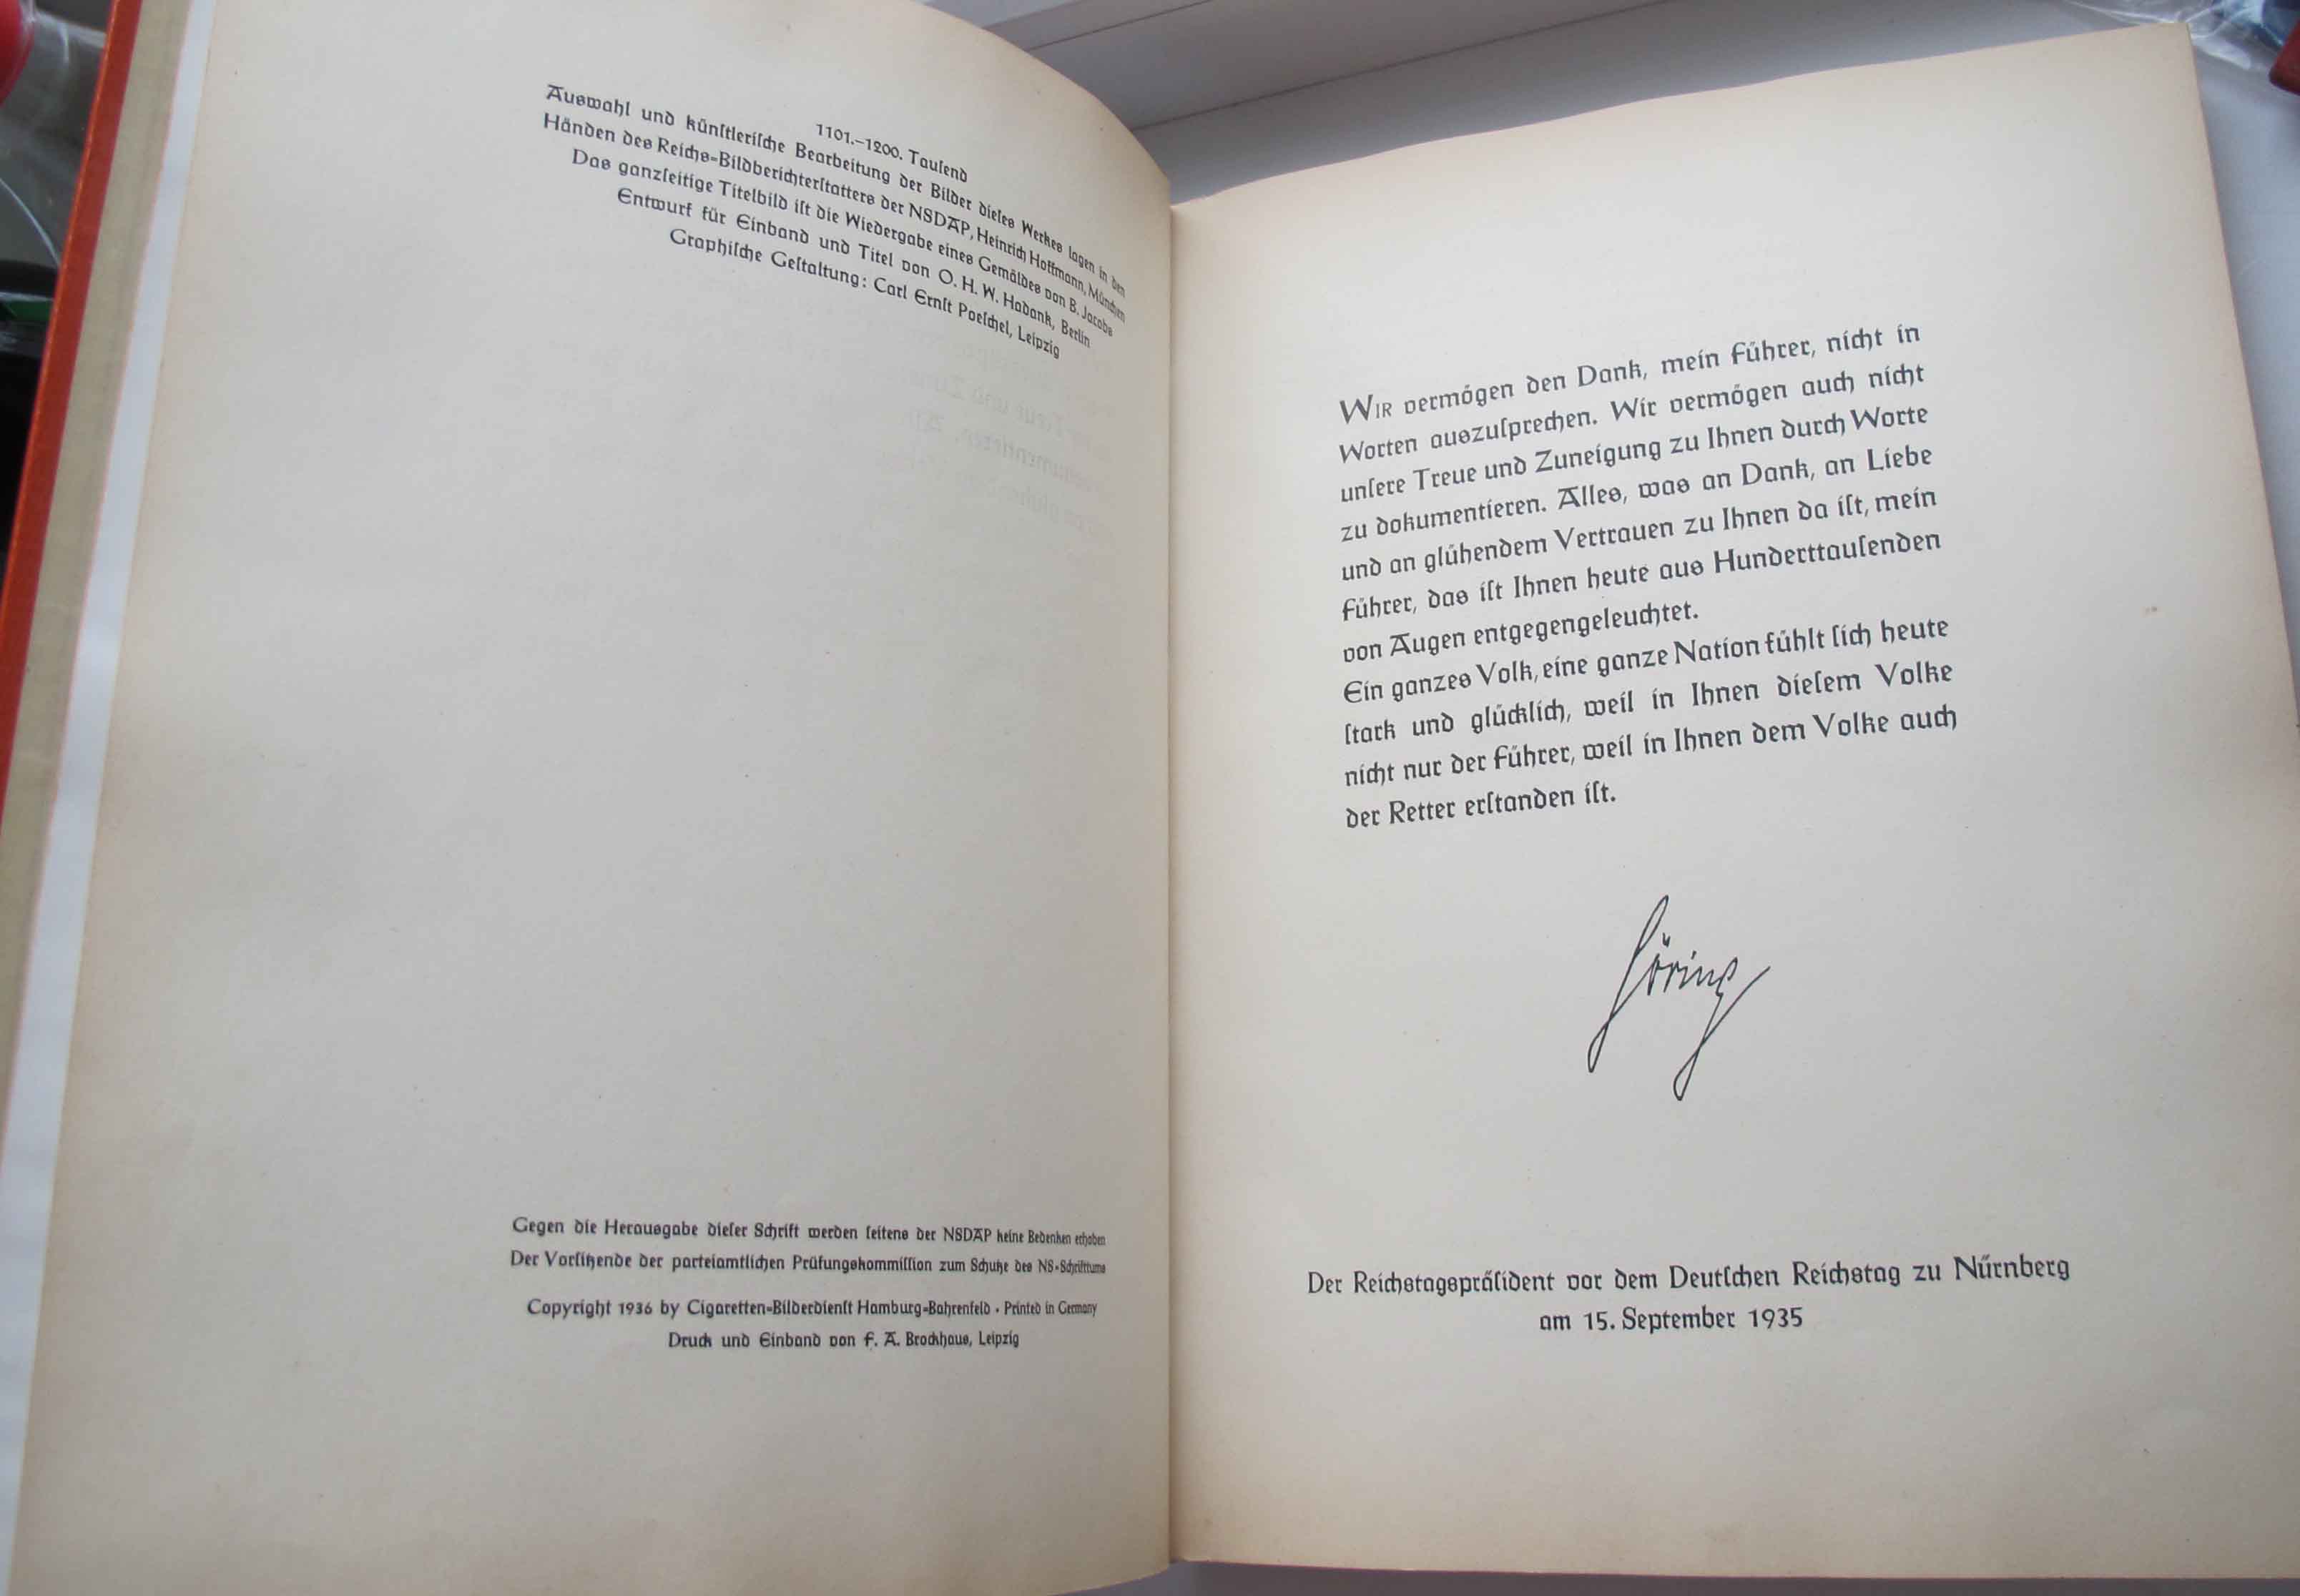 1101.–1200. Tauſend
Auswahl und künſtleriſche Bearbeitung der Bilder dieſes Werkes lagen in den
Händen des Reichs=Bildberichterſtatters der NSDAP, Heinrich Hoffmann, München
Das ganzſeitige Titelbild iſt die Wiedergabe eines Gemäldes von B. Jacobs
Entwurf für Einband und Titel von O. H. W. Hadank, Berlin
Graphiſche Geſtaltung: Carl Ernſt Poeſchel, Leipzig
Gegen die Herausgabe dieſer Schrift werden ſeitens der NSDAP keine Bedenken erhoben
Der Vorſitzende der parteiamtlichen Prüfungskommiſſion zum Schutze des NS=Schrifttums
Copyright 1936 by Cigaretten=Bilderdienſt Hamburg=Bahrenfeld · Printed in Germany
Druck und Einband von F. A. Brockhaus, Leipzig
WIR vermögen den Dank, mein Führer, nicht in
Worten auszuſprechen. Wir vermögen auch nicht
unſere Treue und Zuneigung zu Ihnen durch Worte
zu dokumentieren. Alles, was an Dank, an Liebe
und an glühendem Vertrauen zu Ihnen da iſt, mein
Führer, das iſt Ihnen heute aus Hunderttauſenden
von Augen entgegengeleuchtet.
Ein ganzes Volk, eine ganze Nation fühlt ſich heute
ſtark und glücklich, weil in Ihnen dieſem Volke
nicht nur der Führer, weil in Ihnen dem Volke auch
der Retter erſtanden iſt.
Göring
Der Reichstagspräſident vor dem Deutſchen Reichstag zu Nürnberg
am 15. September 1935